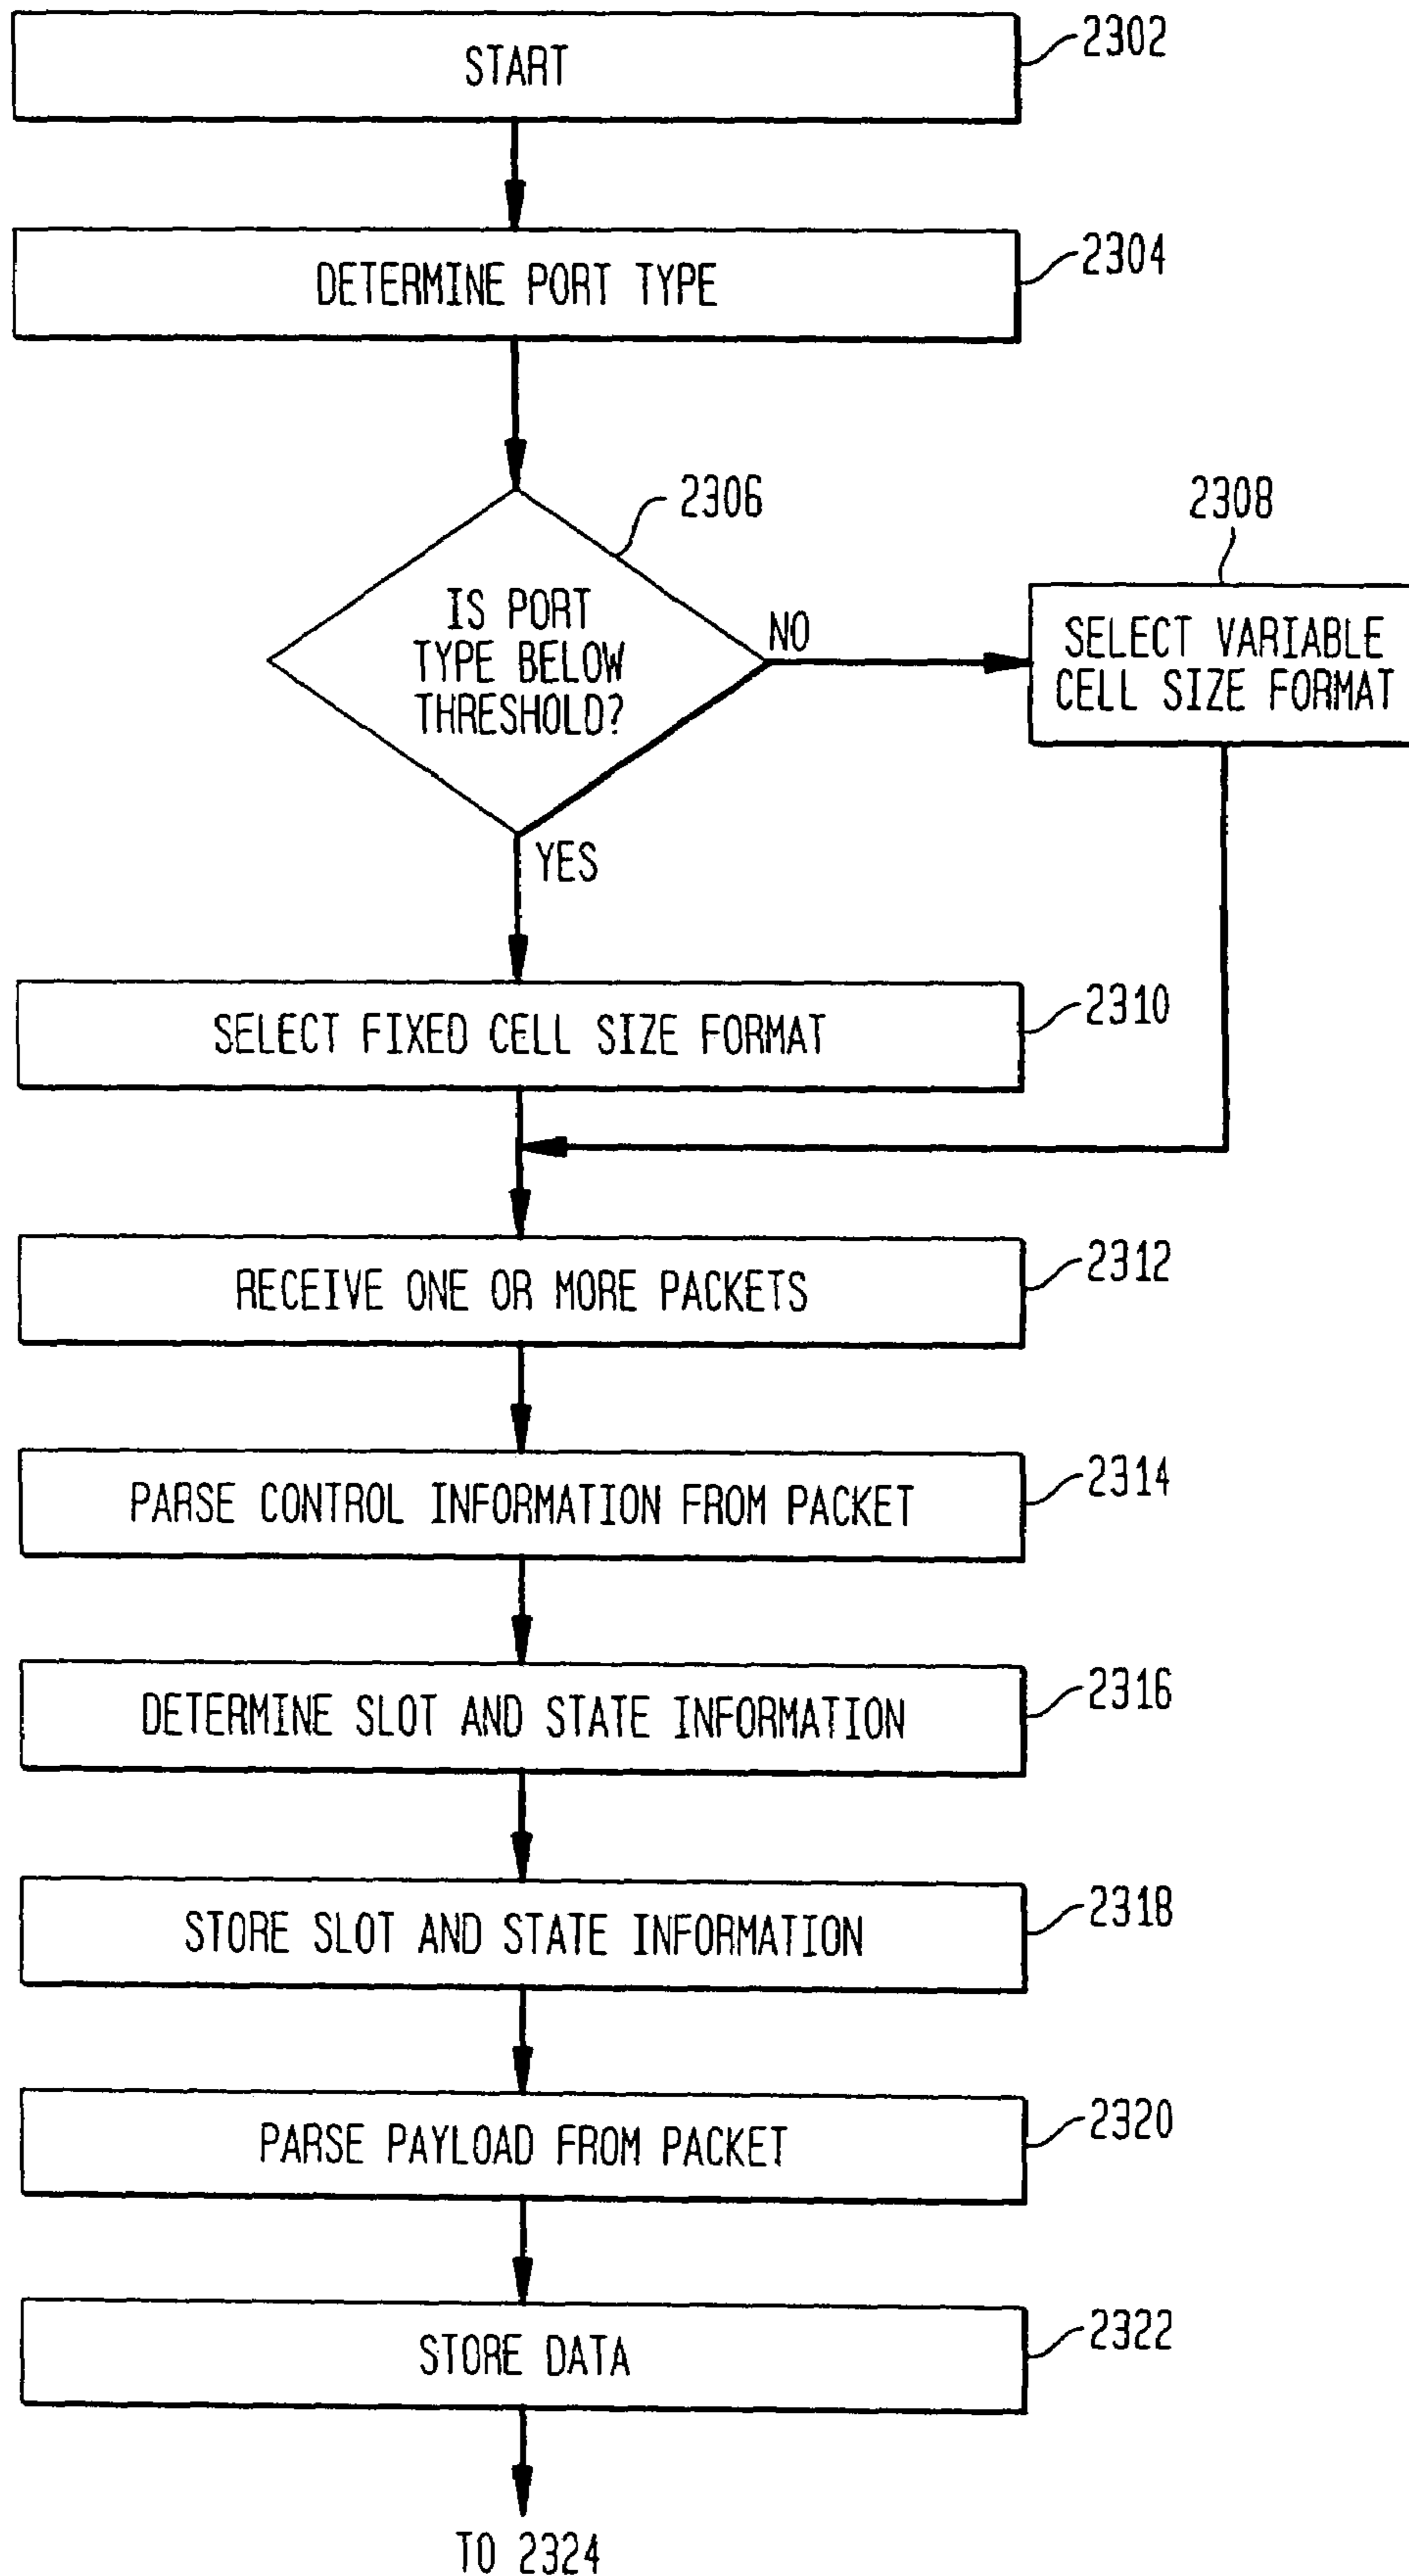 START
2302
DETERMINE PORT TYPE
2304
2306
IS PORT
TYPE BELOW
THRESHOLD?
NO
2308
SELECT VARIABLE
CELL SIZE FORMAT
YES
SELECT FIXED CELL SIZE FORMAT
2310
RECEIVE ONE OR MORE PACKETS
2312
PARSE CONTROL INFORMATION FROM PACKET
2314
DETERMINE SLOT AND STATE INFORMATION
2316
STORE SLOT AND STATE INFORMATION
2318
PARSE PAYLOAD FROM PACKET
2320
STORE DATA
2322
TO 2324